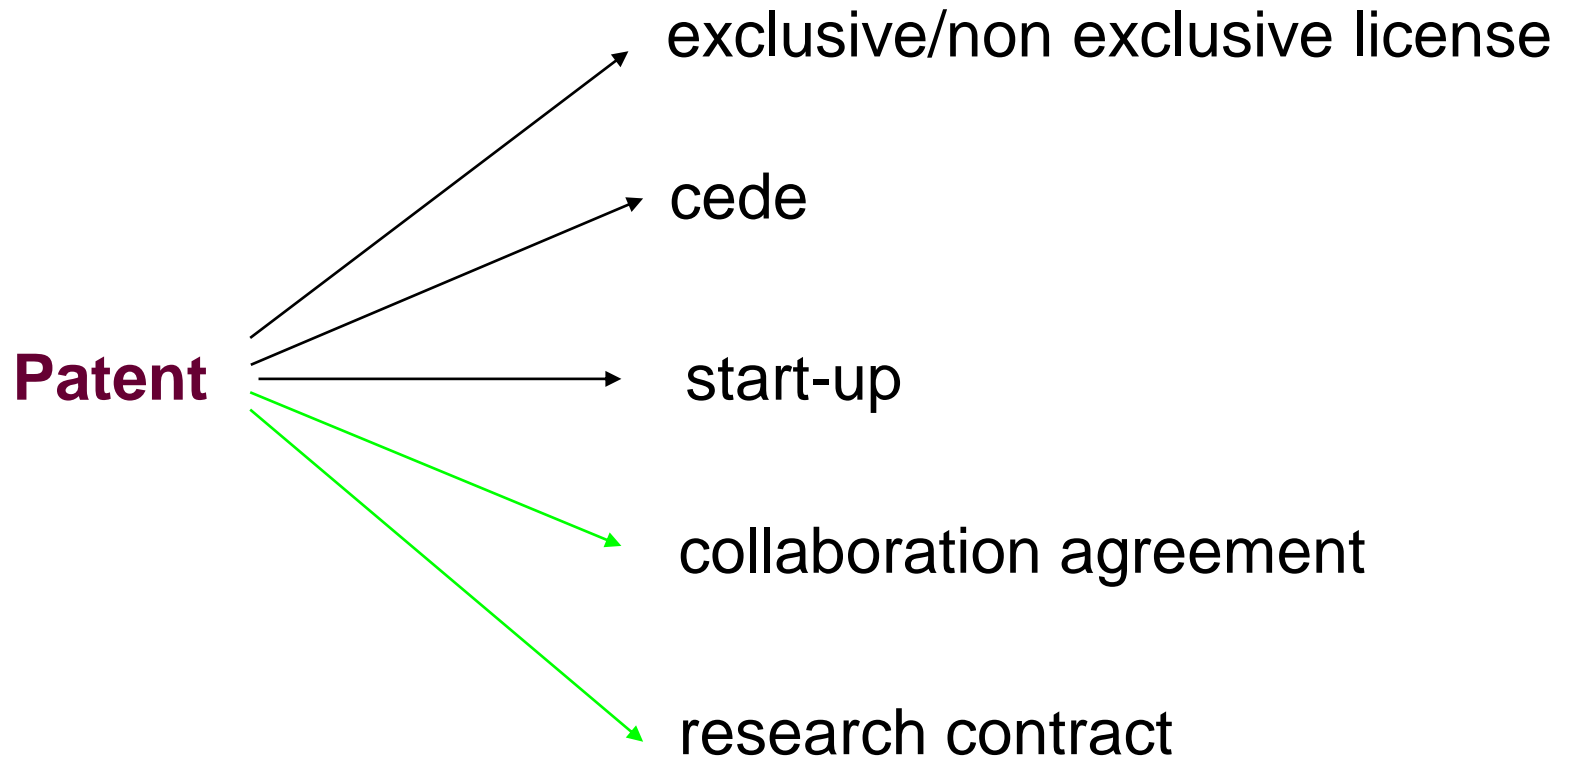 exclusive/non exclusive license
cede
Patent
start-up
collaboration agreement
research contract